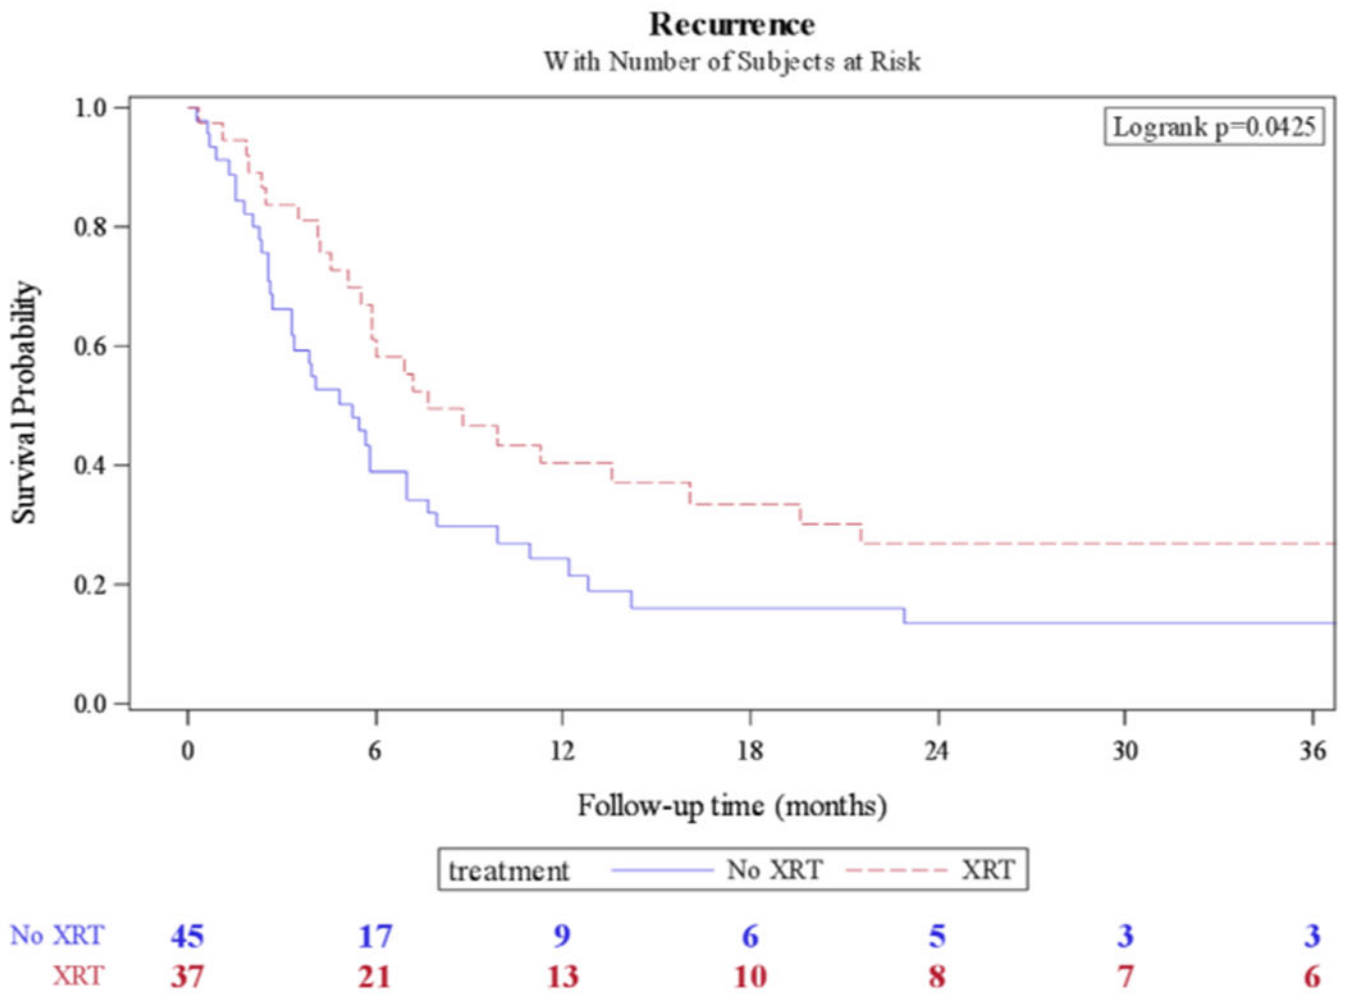 Recurrence
With Number of Subjects at Risk
Logrank p=0.0425
Survival Probability
1.0
0.8
0.6
0.4
0.2
0.0
0 6 12 18 24 30 36
Follow-up time (months)
treatment No XRT XRT
No XRT 45 17 9 6 5 3 3
XRT 37 21 13 10 8 7 6